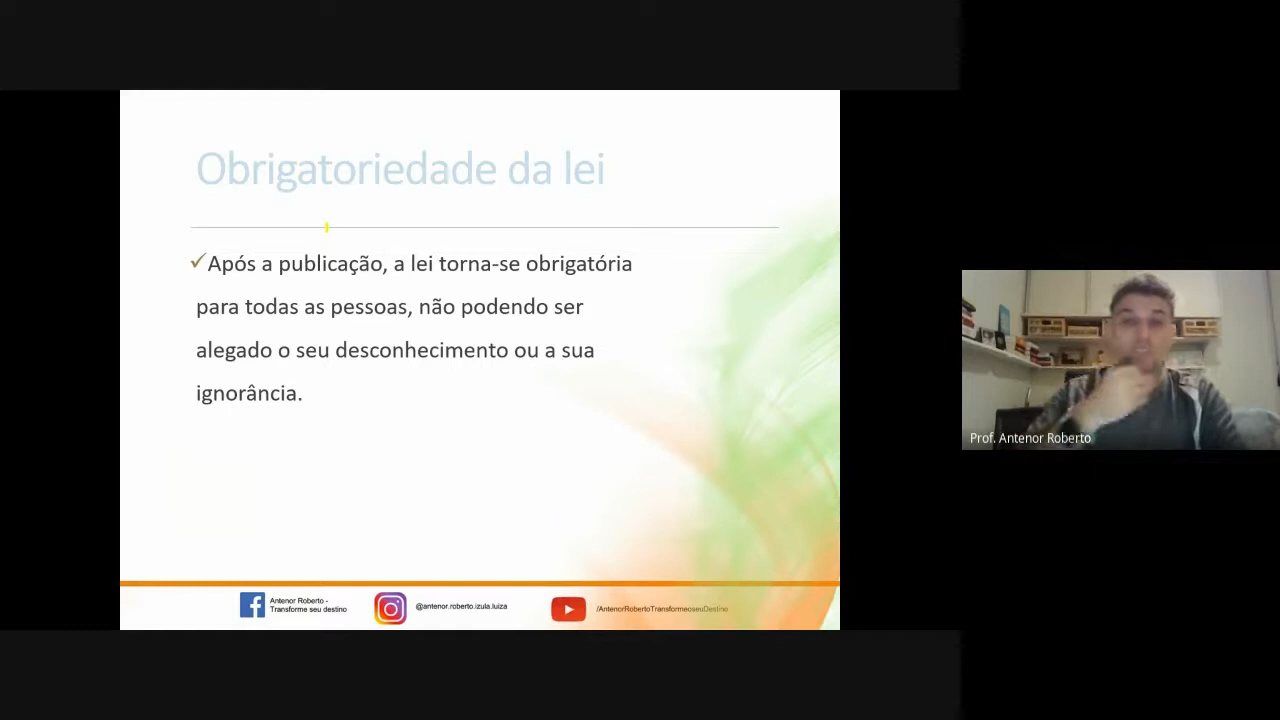 Obrigatoriedade da lei
✓Após a publicação, a lei torna-se obrigatória
para todas as pessoas, não podendo ser
alegado o seu desconhecimento ou a sua
ignorância.
Antenor Roberto -
Transforme seu destino
@antenor.roberto.izula.luiza
/AntenorRobertoTransformeoseuDestino
Prof. Antenor Roberto